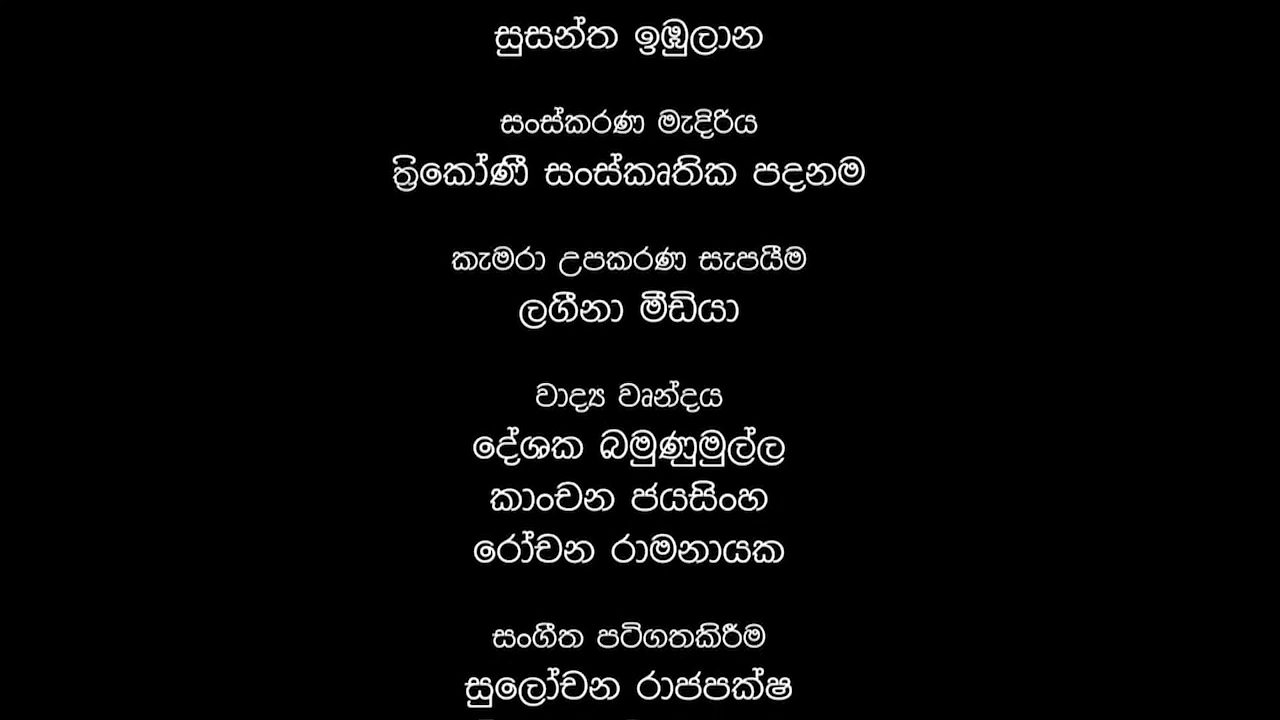 සුසන්ත ඉඹුලාන
සංස්කරණ මැදිරිය
ත්‍රිකෝණී සංස්කෘතික පදනම
කැමරා උපකරණ සැපයීම
ලගීනා මීඩියා
වාද්‍ය වෘන්දය
දේශක බමුණුමුල්ල
කාංචන ජයසිංහ
රෝචන රාමනායක
සංගීත පටිගතකිරීම
සුලෝචන රාජපක්ෂ